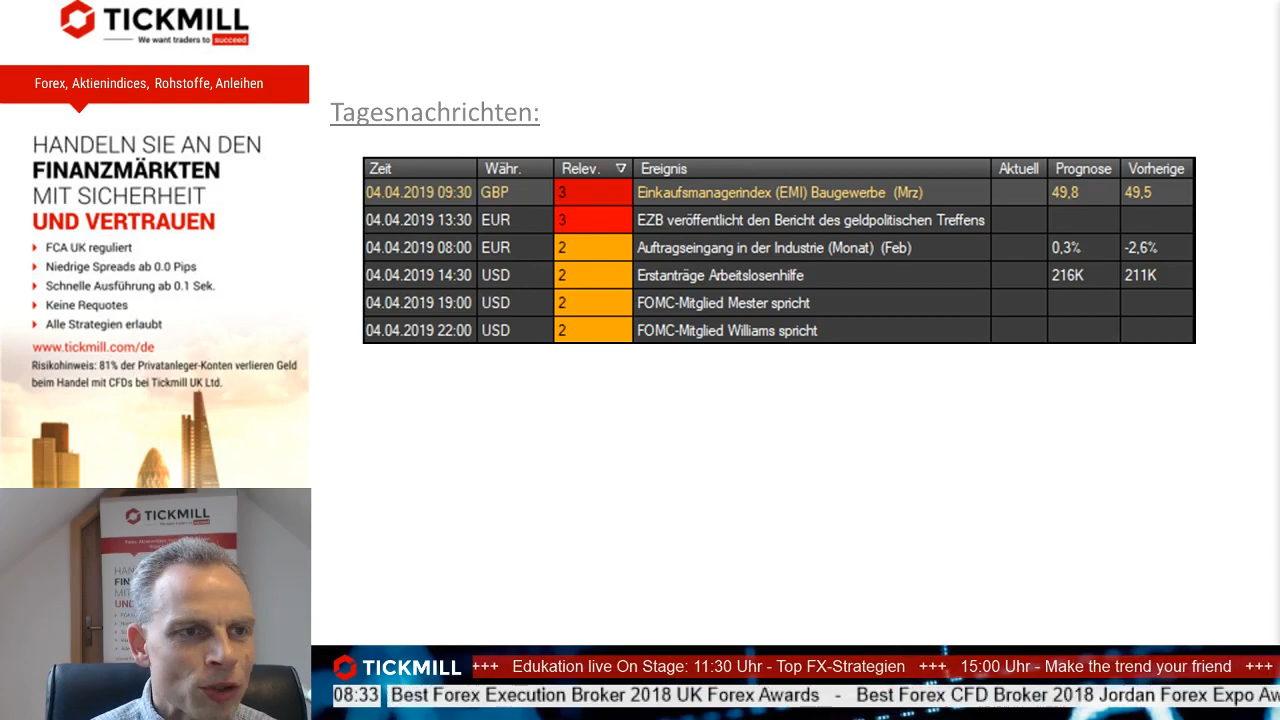 TICKMILL
We want traders to succeed
Forex, Aktienindices, Rohstoffe, Anleihen
HANDELN SIE AN DEN
FINANZMÄRKTEN
MIT SICHERHEIT
UND VERTRAUEN
FCA UK reguliert
Niedrige Spreads ab 0.0 Pips
Schnelle Ausführung ab 0.1 Sek.
Keine Requotes
Alle Strategien erlaubt
www.tickmill.com/de
Risikohinweis: 81% der Privatanleger-Konten verlieren Geld
beim Handel mit CFDs bei Tickmill UK Ltd.
Tagesnachrichten:
Zeit Währ. Relev. Ereignis Aktuell Prognose Vorherige
04.04.2019 09:30 GBP 3 Einkaufsmanagerindex (EMI) Baugewerbe (Mrz) 49,8 49,5
04.04.2019 13:30 EUR 3 EZB veröffentlicht den Bericht des geldpolitischen Treffens
04.04.2019 08:00 EUR 2 Auftragseingang in der Industrie (Monat) (Feb) 0,3% -2,6%
04.04.2019 14:30 USD 2 Erstanträge Arbeitslosenhilfe 216K 211K
04.04.2019 19:00 USD 2 FOMC-Mitglied Mester spricht
04.04.2019 22:00 USD 2 FOMC-Mitglied Williams spricht
TICKMILL
TICKMILL +++ Edukation live On Stage: 11:30 Uhr - Top FX-Strategien +++ 15:00 Uhr - Make the trend your friend +++
08:33 Best Forex Execution Broker 2018 UK Forex Awards - Best Forex CFD Broker 2018 Jordan Forex Expo Aw